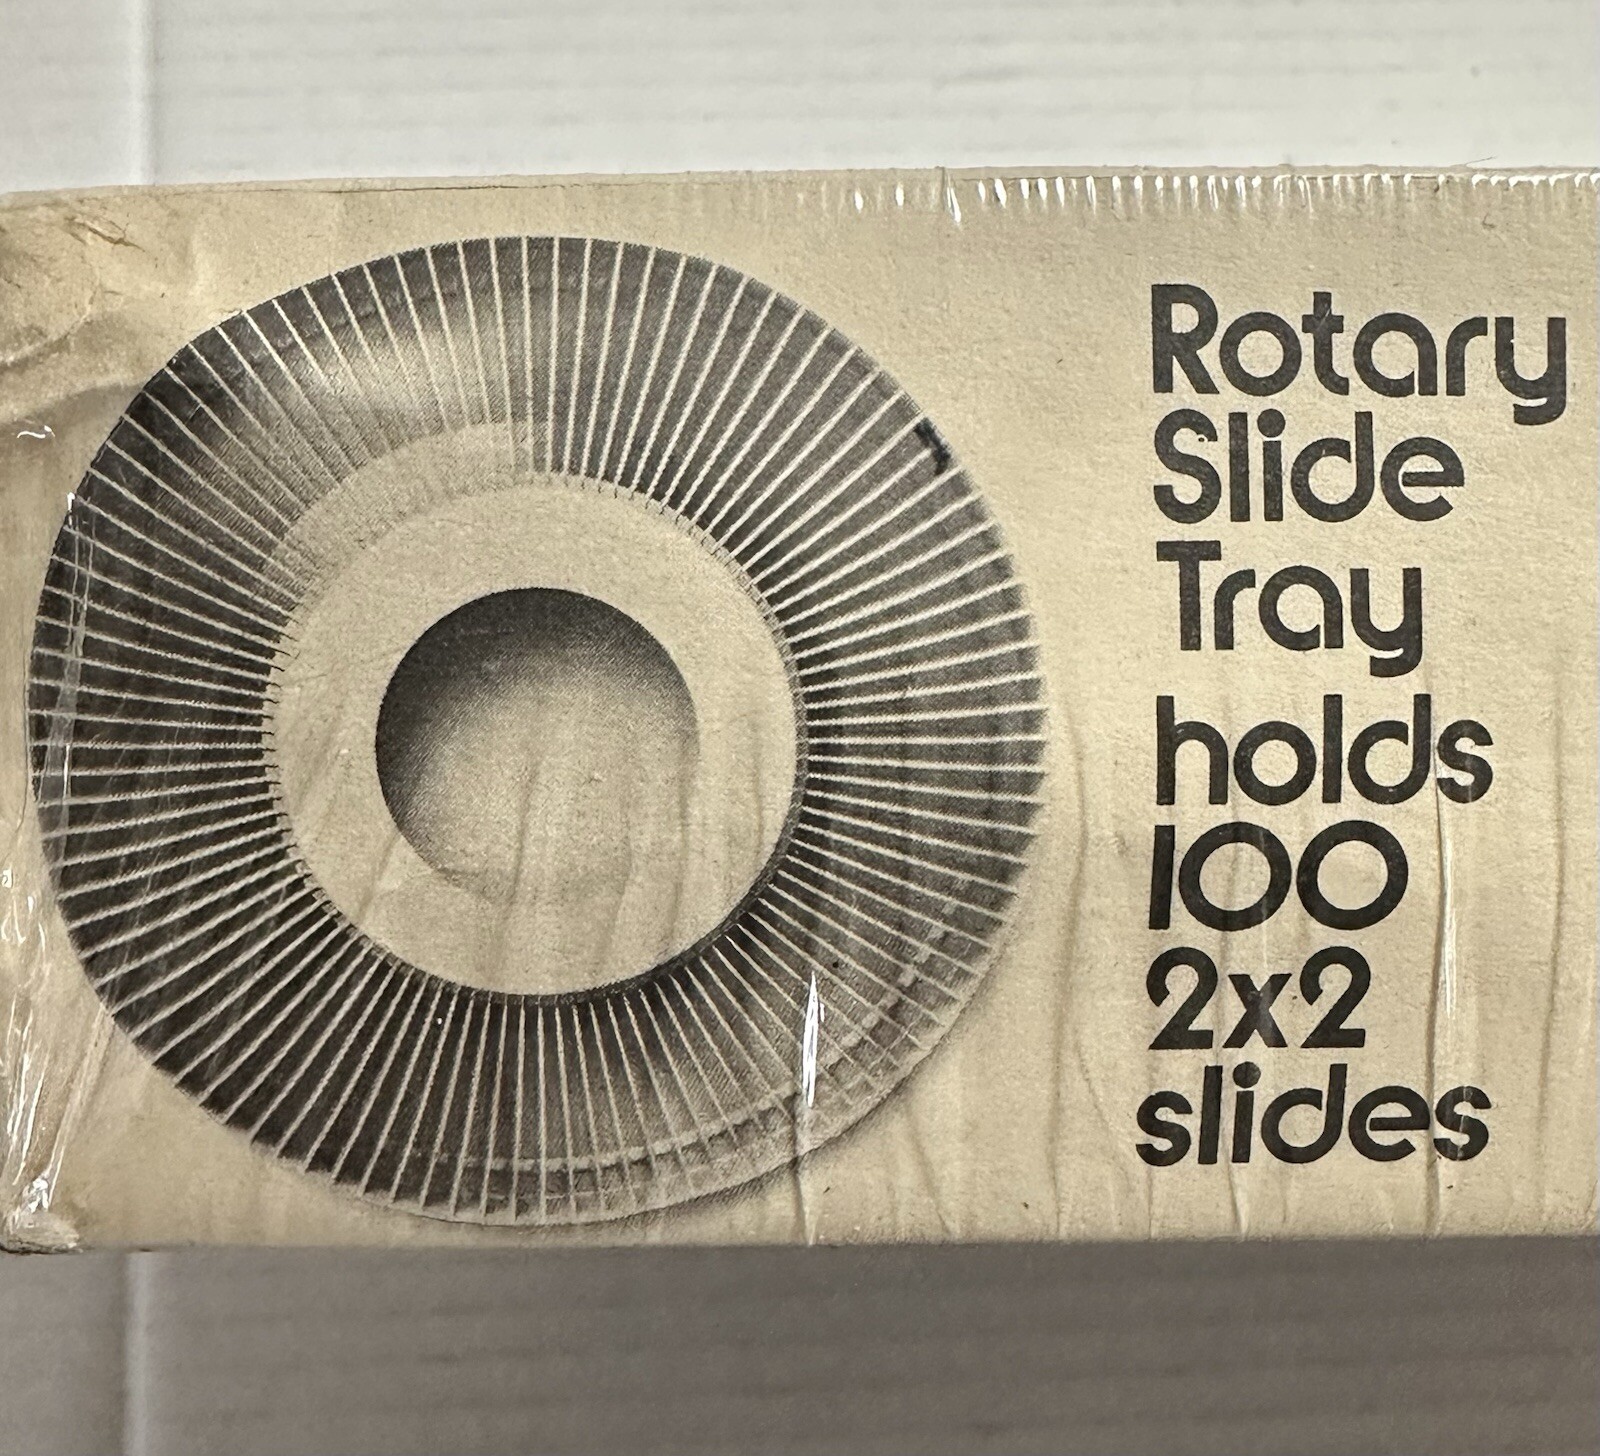 Rotary
Slide
Tray
holds
100
2x2
slides